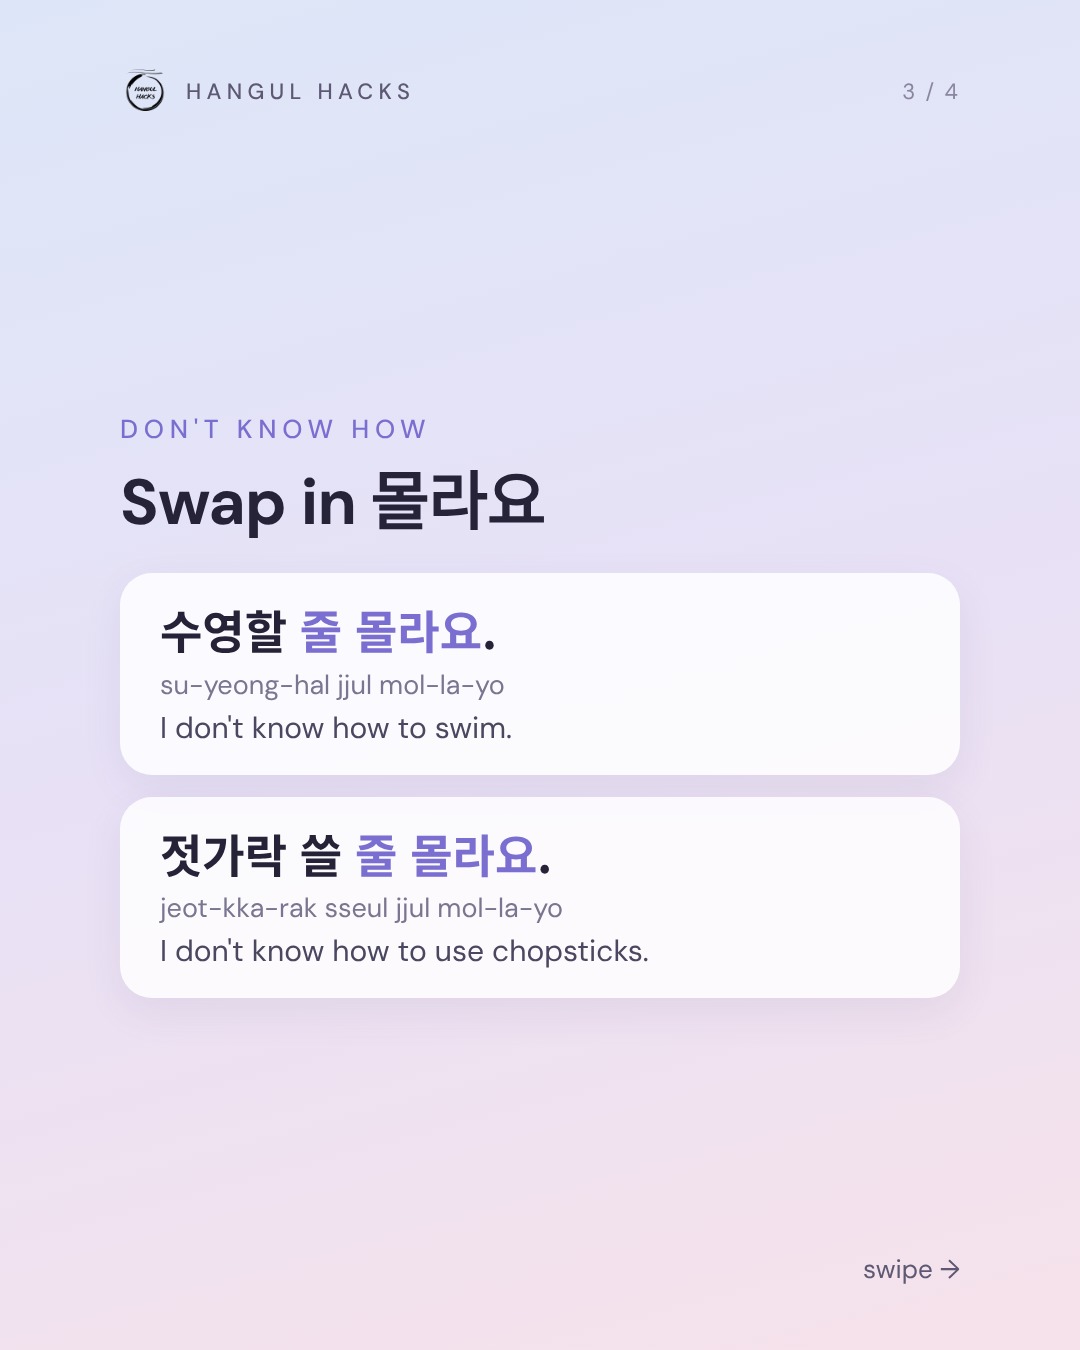 HANGUL HACKS
HANGUL HACKS
3 / 4
DON'T KNOW HOW
Swap in 몰라요
수영할 줄 몰라요.
su-yeong-hal jjul mol-la-yo
I don't know how to swim.
젓가락 쓸 줄 몰라요.
jeot-kka-rak sseul jjul mol-la-yo
I don't know how to use chopsticks.
swipe →